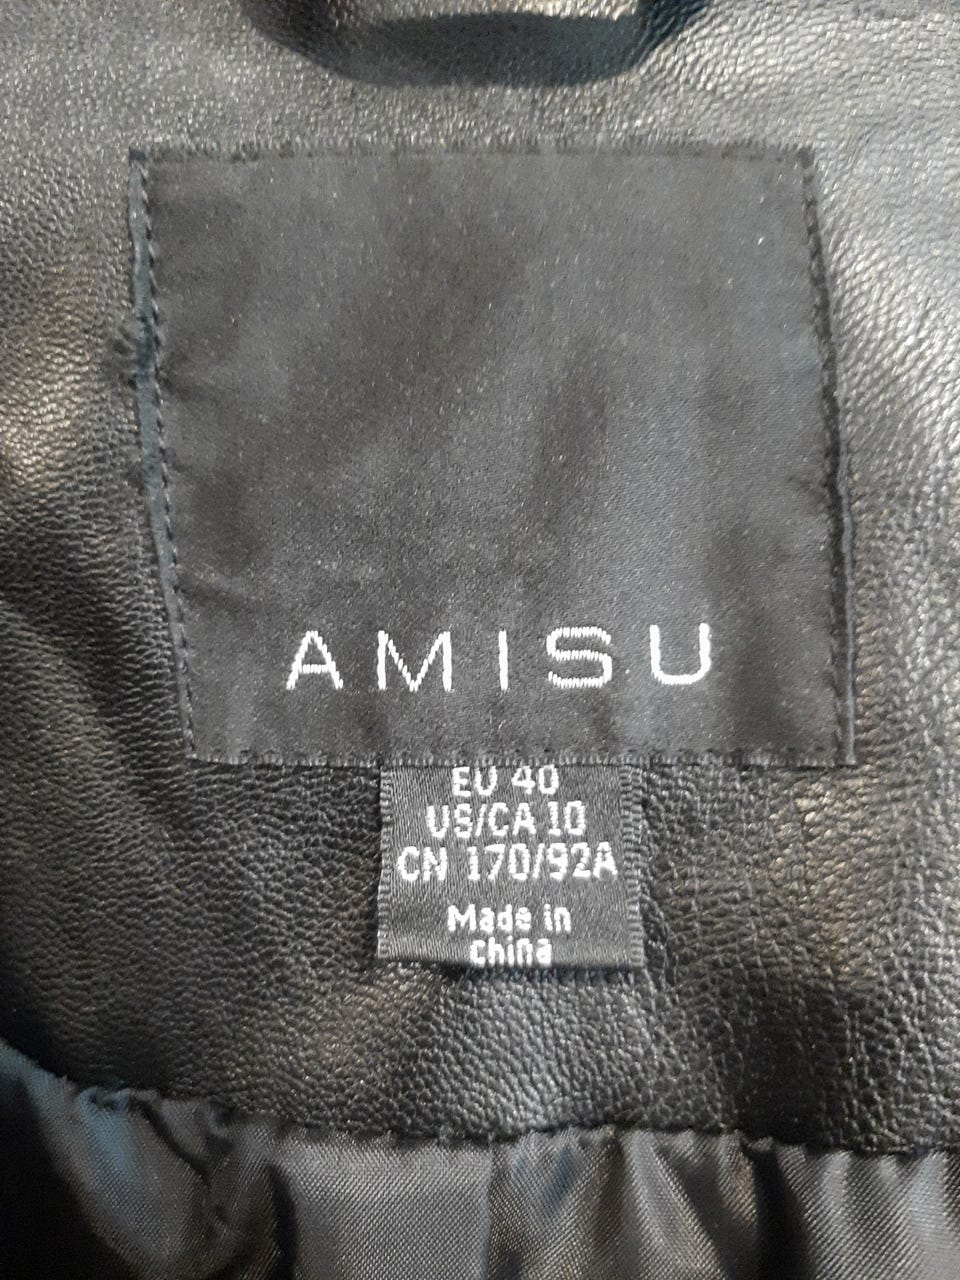 AMISU
EU 40
US/CA 10
CN 170/92A
Made in
china